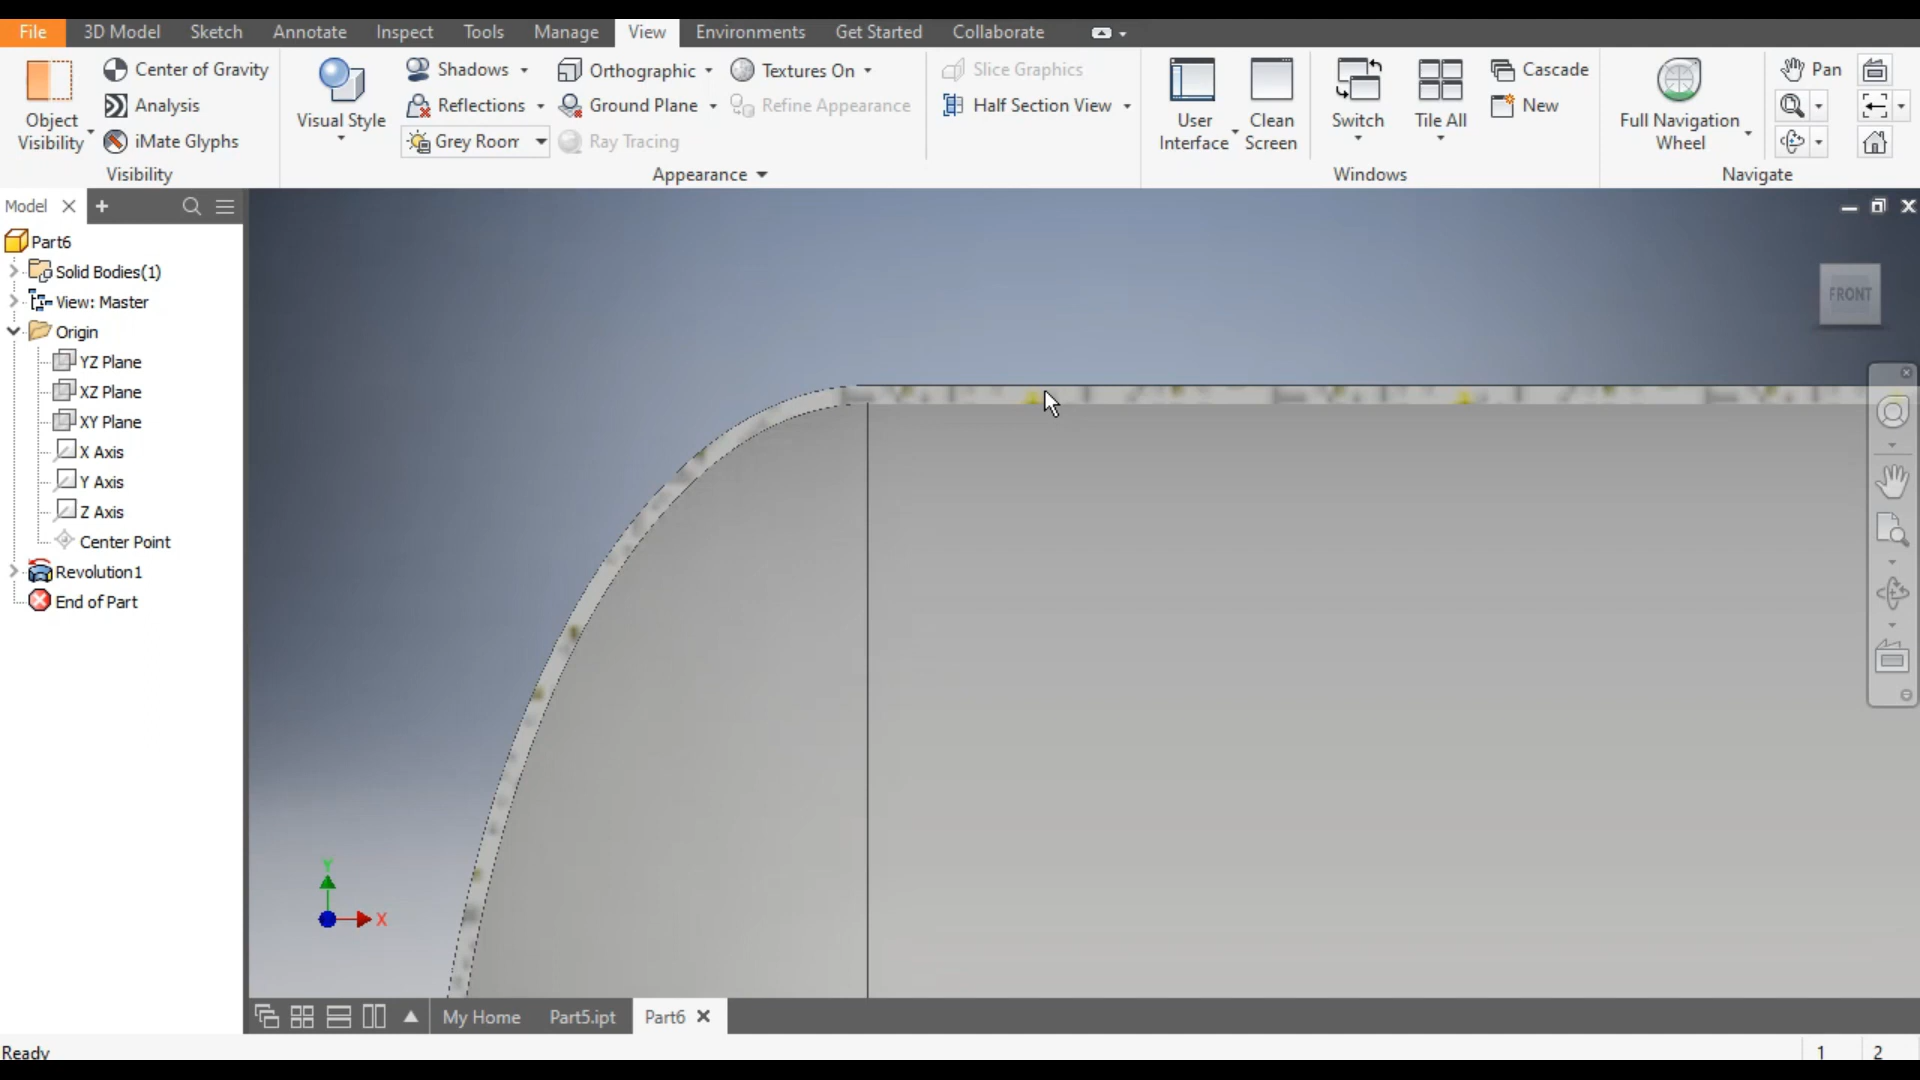 File 3D Model Sketch Annotate Inspect Tools Manage View Environments Get Started Collaborate
Object Visibility
Center of Gravity
Analysis
iMate Glyphs
Visibility
Visual Style
Shadows
Reflections
Grey Room
Orthographic
Ground Plane
Ray Tracing
Textures On
Refine Appearance
Appearance
Slice Graphics
Half Section View
User Interface
Clean Screen
Switch
Tile All
Cascade
New
Windows
Full Navigation Wheel
Pan
Navigate
Model
Part6
Solid Bodies(1)
View: Master
Origin
YZ Plane
XZ Plane
XY Plane
X Axis
Y Axis
Z Axis
Center Point
Revolution1
End of Part
FRONT
Y
X
My Home Part5.ipt Part6
Ready 1 2